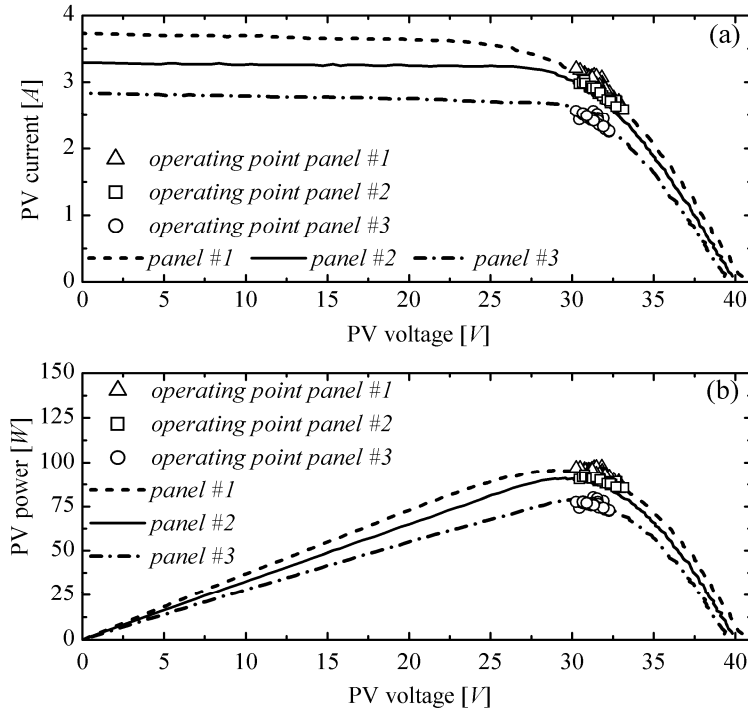 (a)
4
3
2
1
0
PV current [A]
operating point panel #1
operating point panel #2
operating point panel #3
panel #1 panel #2 panel #3
0 5 10 15 20 25 30 35 40
PV voltage [V]
(b)
150
125
100
75
50
25
0
PV power [W]
operating point panel #1
operating point panel #2
operating point panel #3
panel #1
panel #2
panel #3
0 5 10 15 20 25 30 35 40
PV voltage [V]